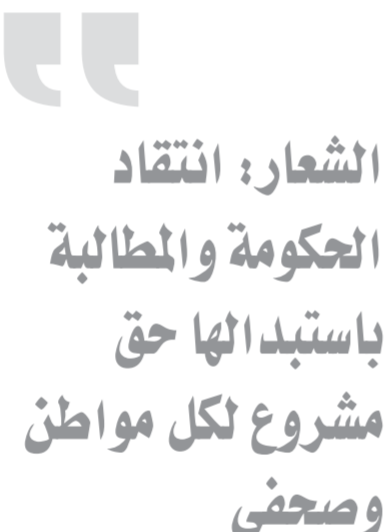 الشعار: انتقاد
الحكومة والمطالبة
باستبدالها حق
مشروع لكل مواطن
وصحفي